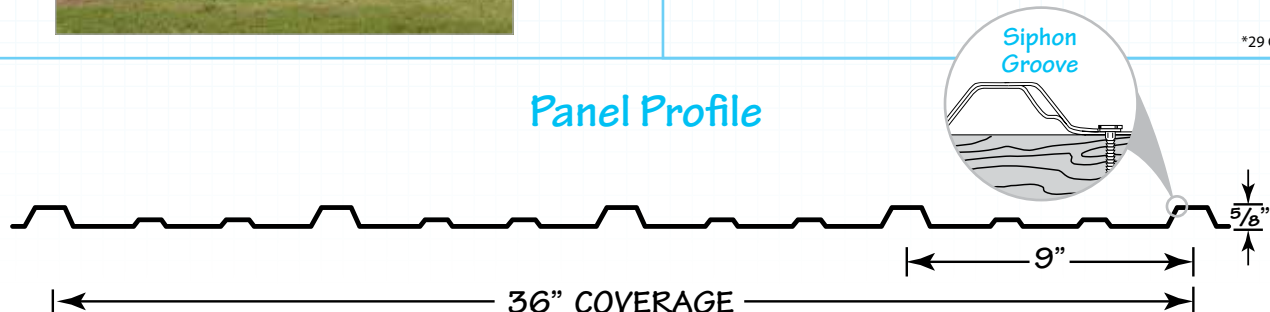 Siphon
Groove
*29
Panel Profile
5/8"
9"
36" COVERAGE